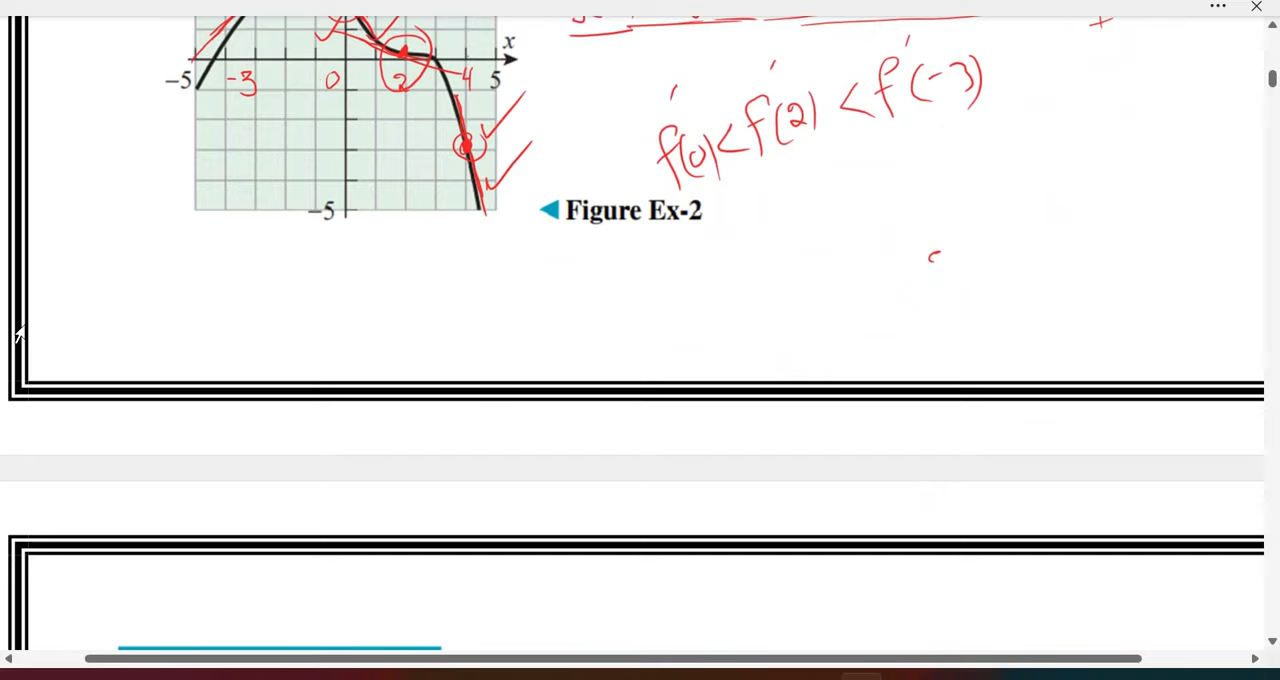 x
-5 -3 0 2 4 5
f'(0) < f'(2) < f'(-3)
-5
Figure Ex-2